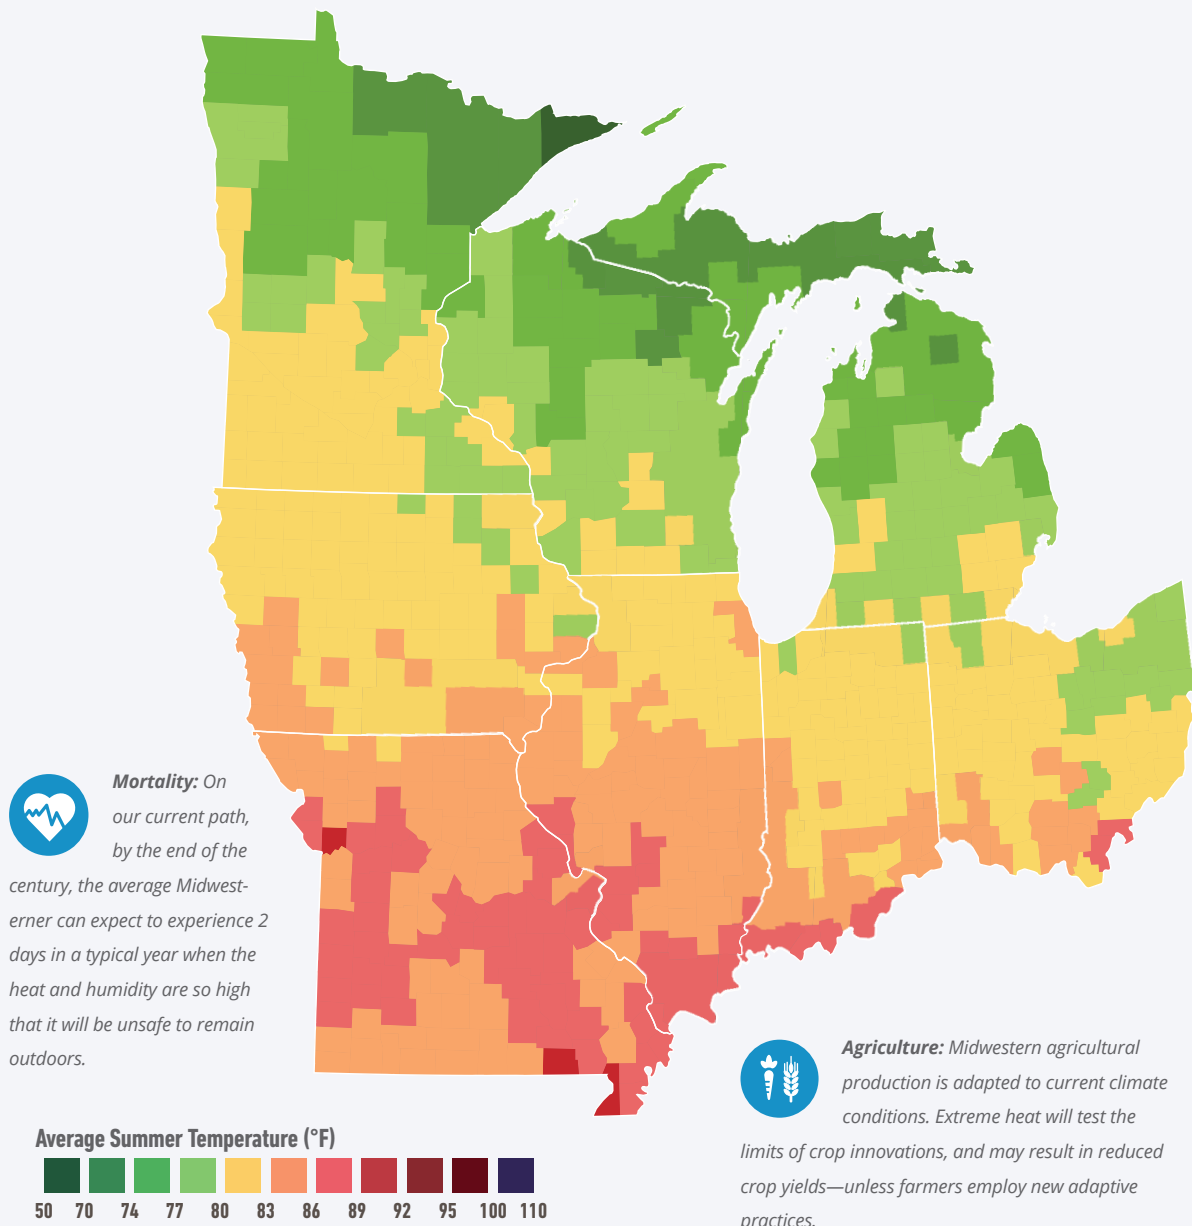 Mortality: On
our current path,
by the end of the
century, the average Midwest-
erner can expect to experience 2
days in a typical year when the
heat and humidity are so high
that it will be unsafe to remain
outdoors.
Agriculture: Midwestern agricultural
production is adapted to current climate
conditions. Extreme heat will test the
limits of crop innovations, and may result in reduced
crop yields—unless farmers employ new adaptive
practices.
Average Summer Temperature (°F)
50 70 74 77 80 83 86 89 92 95 100 110